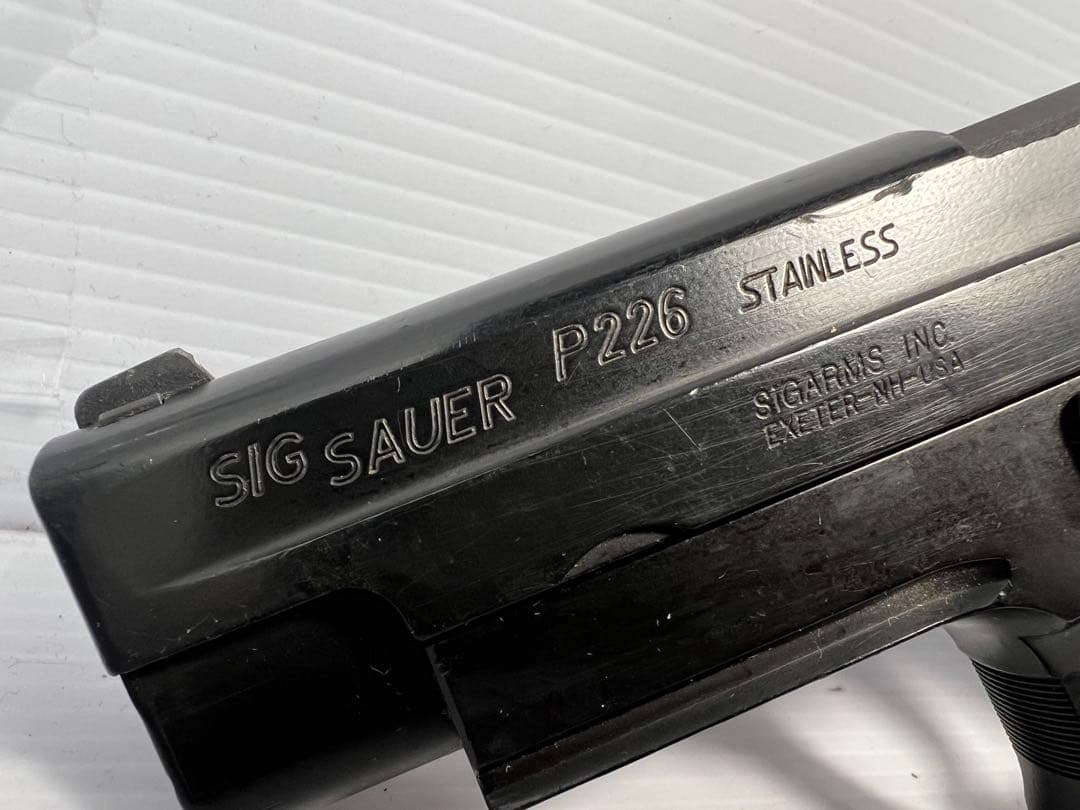 SIG SAUER P226 STAINLESS
SIGARMS INC.
EXETER-NH-USA